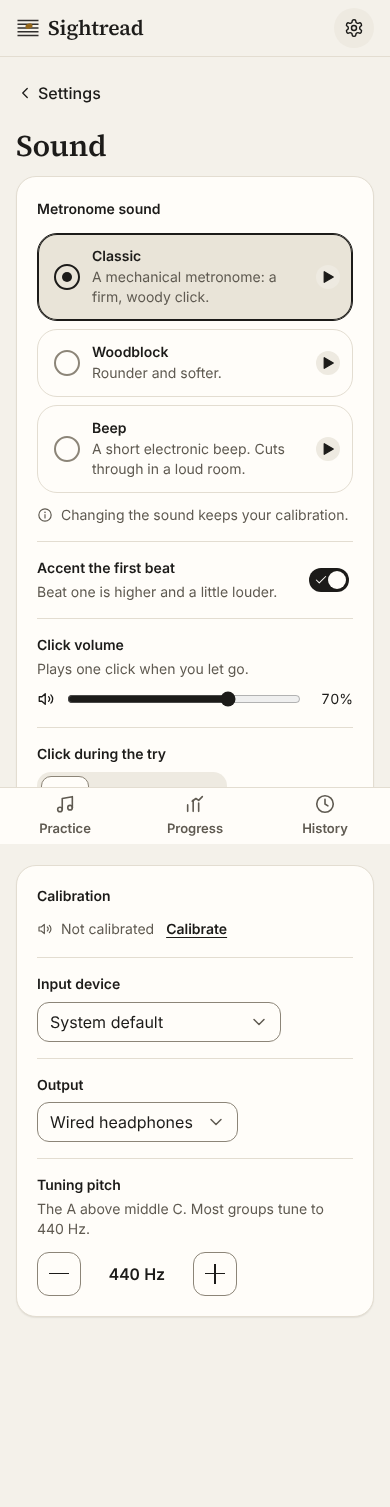 Sightread
Settings
Sound
Metronome sound
Classic
A mechanical metronome: a
firm, woody click.
Woodblock
Rounder and softer.
Beep
A short electronic beep. Cuts
through in a loud room.
Changing the sound keeps your calibration.
Accent the first beat
Beat one is higher and a little louder.
Click volume
Plays one click when you let go.
70%
Click during the try
Practice
Progress
History
Calibration
Not calibrated Calibrate
Input device
System default
Output
Wired headphones
Tuning pitch
The A above middle C. Most groups tune to
440 Hz.
440 Hz